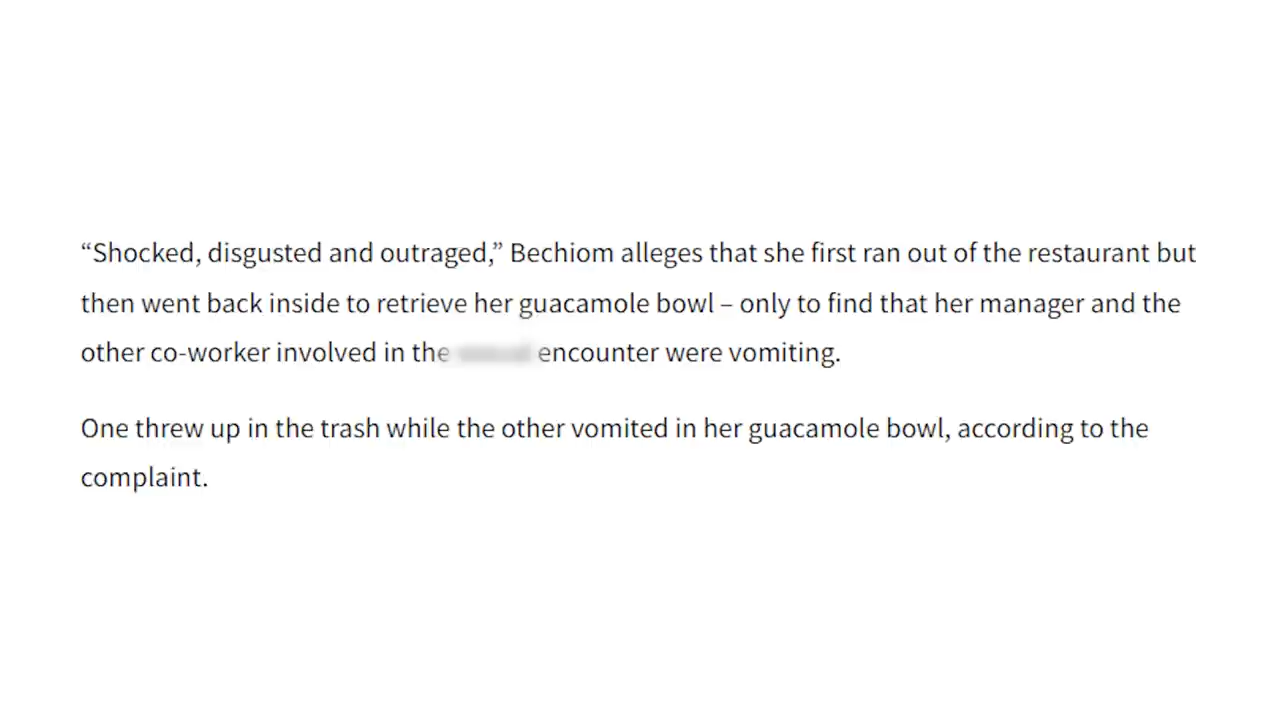 “Shocked, disgusted and outraged,” Bechiom alleges that she first ran out of the restaurant but
then went back inside to retrieve her guacamole bowl – only to find that her manager and the
other co-worker involved in the encounter were vomiting.
One threw up in the trash while the other vomited in her guacamole bowl, according to the
complaint.